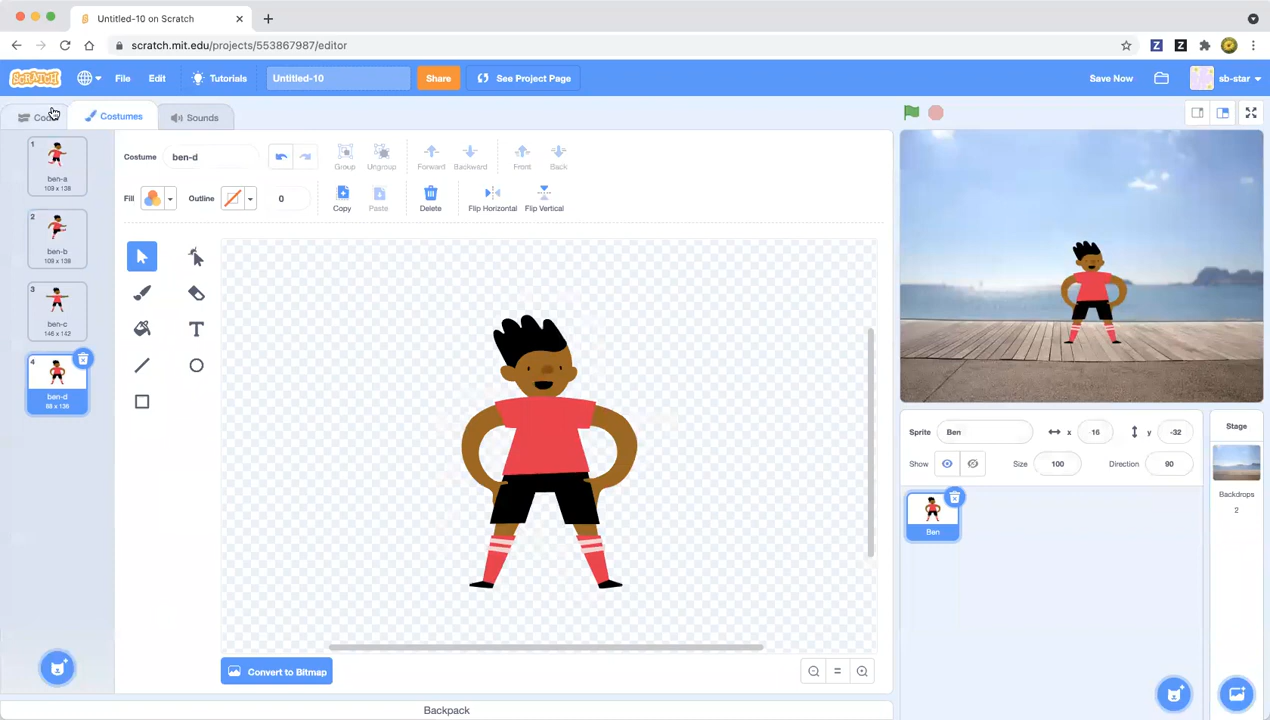 Untitled-10 on Scratch
scratch.mit.edu/projects/553867987/editor
SCRATCH File Edit Tutorials Untitled-10 Share See Project Page Save Now sb-star
Code Costumes Sounds
1
ben-a
109 x 138
2
ben-b
109 x 138
3
ben-c
146 x 142
4
ben-d
88 x 136
Costume ben-d Group Ungroup Forward Backward Front Back
Fill Outline 0 Copy Paste Delete Flip Horizontal Flip Vertical
T
Convert to Bitmap
Backpack
Sprite Ben x 16 y -32
Show Size 100 Direction 90
Ben
Stage
Backdrops
2